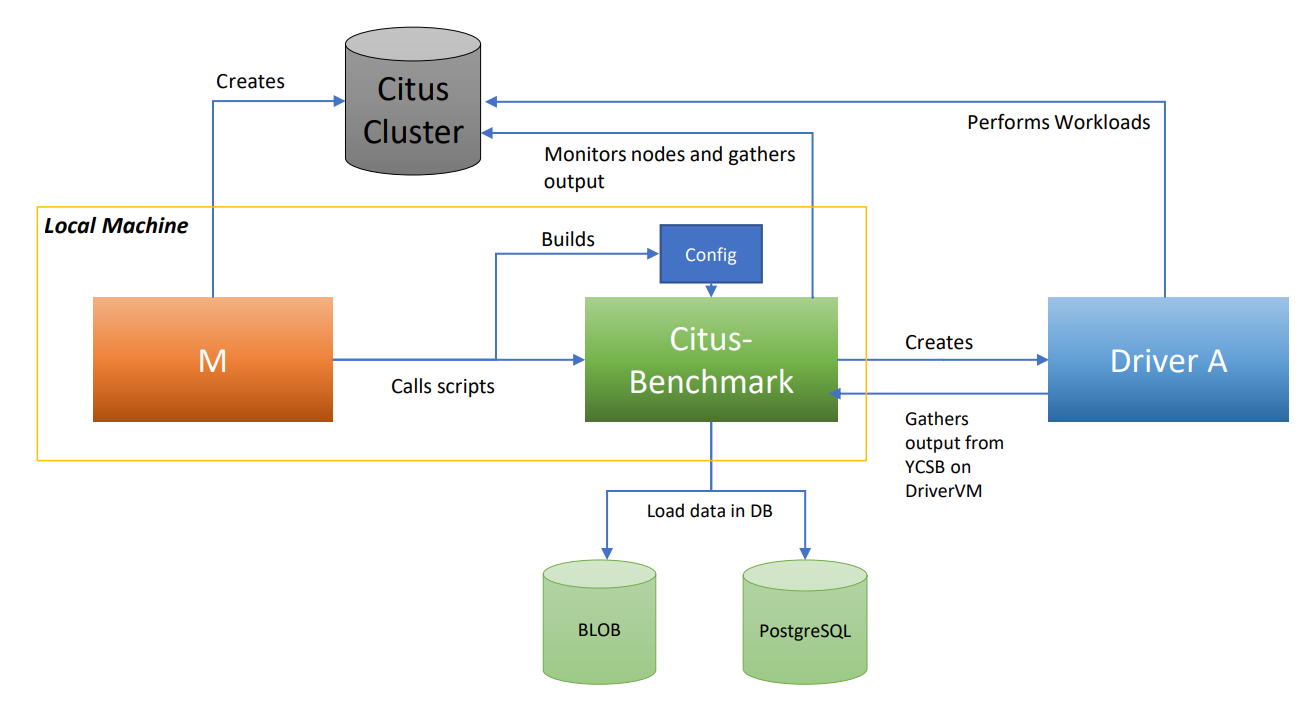 Citus
Cluster
Creates
Performs Workloads
Monitors nodes and gathers
output
Local Machine
Builds
Config
M
Calls scripts
Citus-
Benchmark
Creates
Driver A
Gathers
output from
YCSB on
DriverVM
Load data in DB
BLOB
PostgreSQL